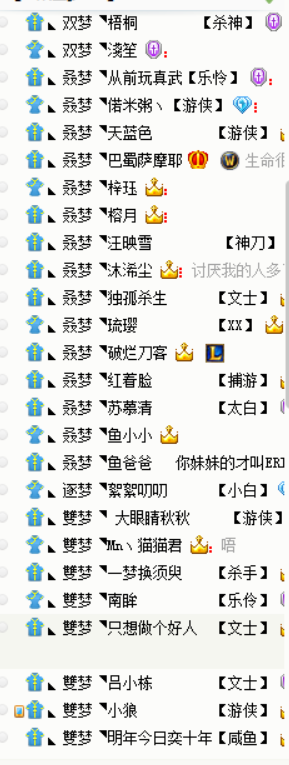 双梦 ◥梧桐 【杀神】
双梦 ◥淺笙
叒梦 ◥从前玩真武【乐伶】
叒梦 ◥偌米粥ヽ【游侠】
叒梦 ◥天蓝色 【游侠】
叒梦 ◥巴蜀萨摩耶 生命很
叒梦 ◥梓珏
叒梦 ◥榕月
叒梦 ◥汪映雪 【神刀】
叒梦 ◥沐浠尘 讨厌我的人多
叒梦 ◥独孤杀生 【文士】
叒梦 ◥琉璎 【XX】
叒梦 ◥破烂刀客
叒梦 ◥红着脸 【捕游】
叒梦 ◥苏慕清 【太白】
叒梦 ◥鱼小小
叒梦 ◥鱼爸爸 你妹妹的才叫ER
逐梦 ◥絮絮叨叨 【小白】
雙梦 ◥ 大眼睛秋秋 【游侠】
雙梦 ◥Mnヽ猫猫君 唔
雙梦 ◥一梦换须臾 【杀手】
雙梦 ◥南眸 【乐伶】
雙梦 ◥只想做个好人 【文士】
雙梦 ◥吕小栋 【文士】
雙梦 ◥小狼 【游侠】
雙梦 ◥明年今日奕十年【咸鱼】